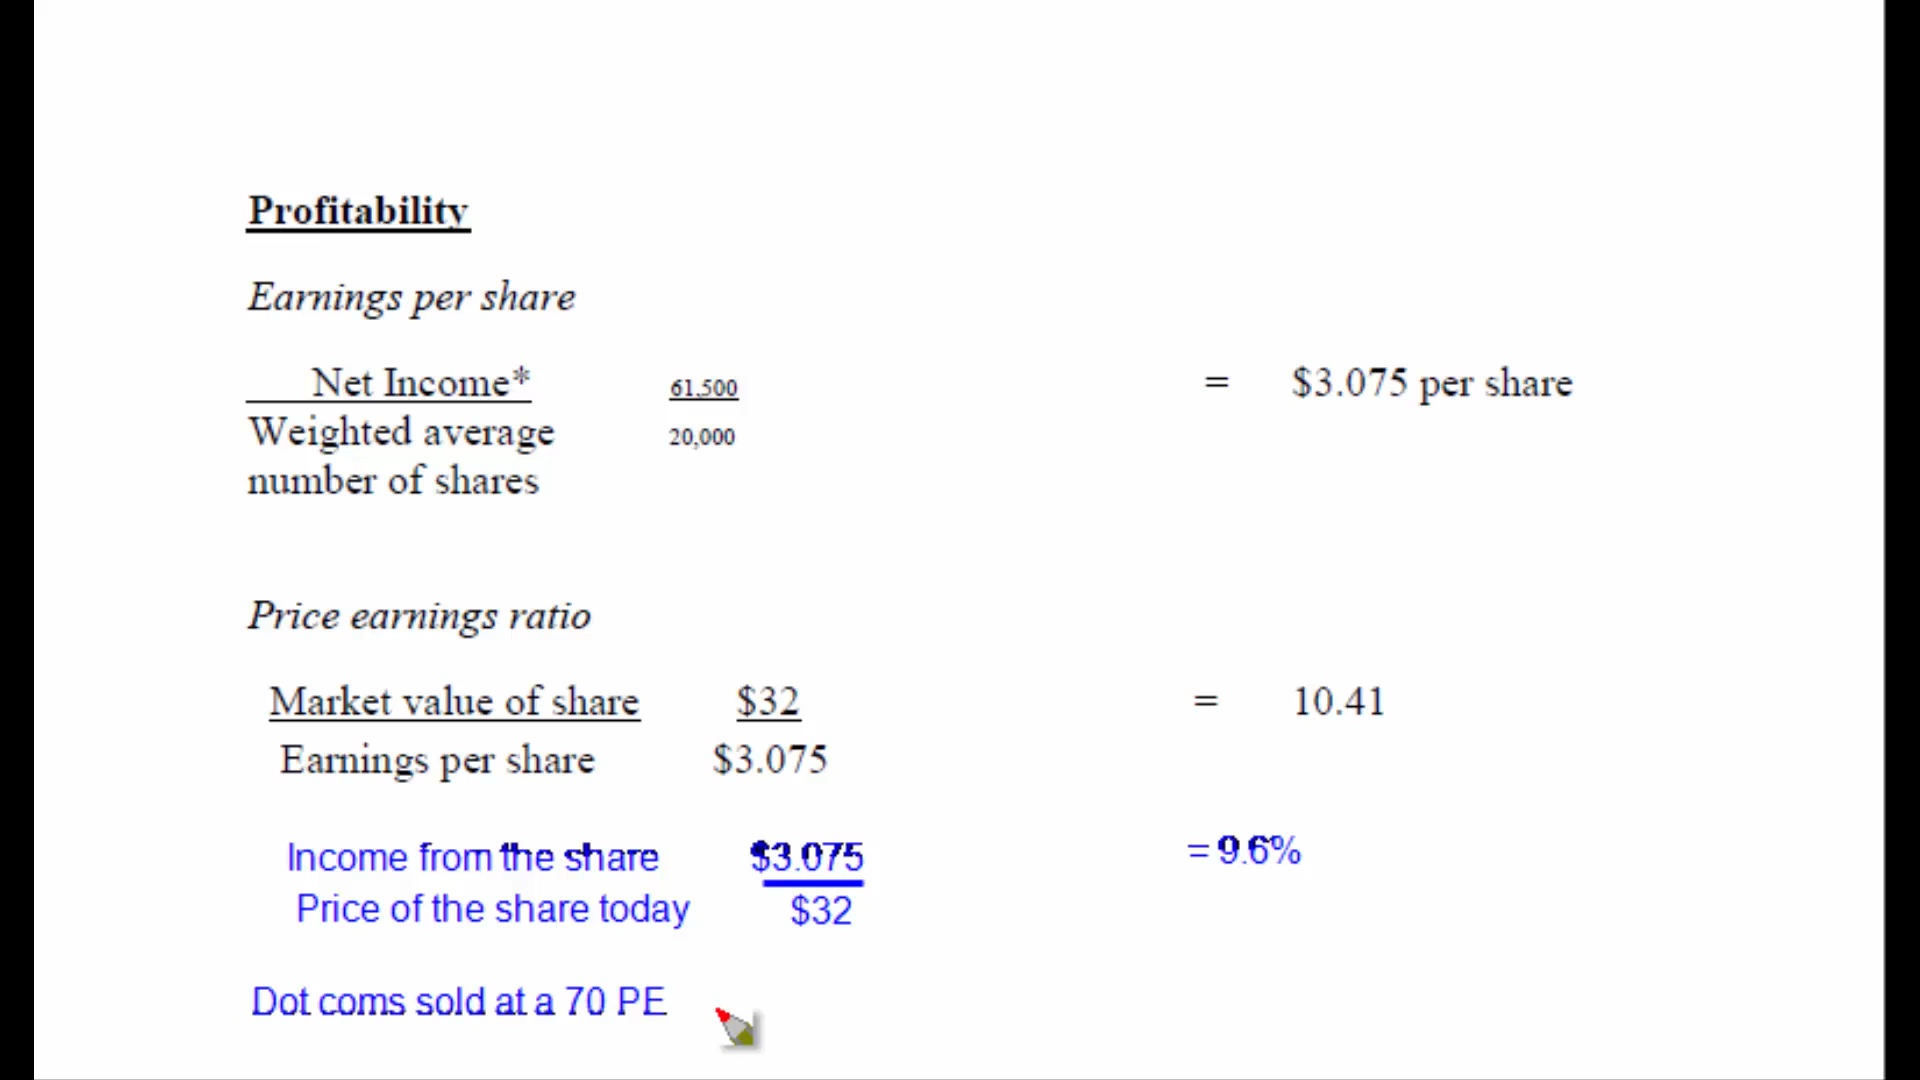 Profitability
Earnings per share
Net Income* 61,500 = $3.075 per share
Weighted average 20,000
number of shares
Price earnings ratio
Market value of share $32 = 10.41
Earnings per share $3.075
Income from the share $3.075 = 9.6%
Price of the share today $32
Dot coms sold at a 70 PE